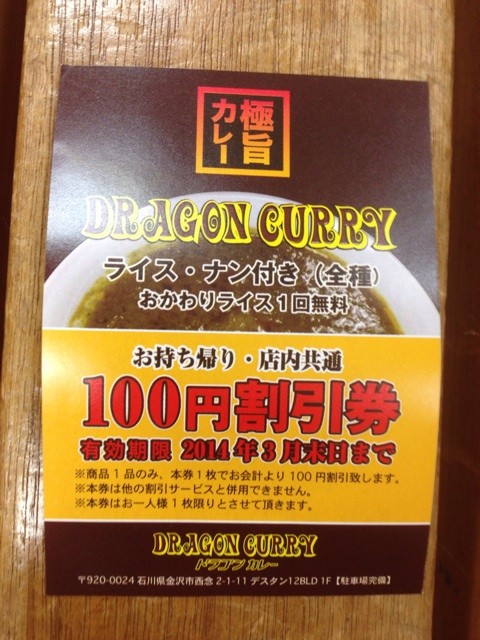 極旨
カレー
DRAGON CURRY
ライス・ナン付き（全種）
おかわりライス1回無料
お持ち帰り・店内共通
100円割引券
有効期限 2014年3月末日まで
※商品1品のみ、本券1枚でお会計より100円割引致します。
※本券は他の割引サービスと併用できません。
※本券はお一人様1枚限りとさせて頂きます。
DRAGON CURRY
ドラゴン カレー
〒920-0024 石川県金沢市西念 2-1-11 デスタン12BLD 1F 【駐車場完備】